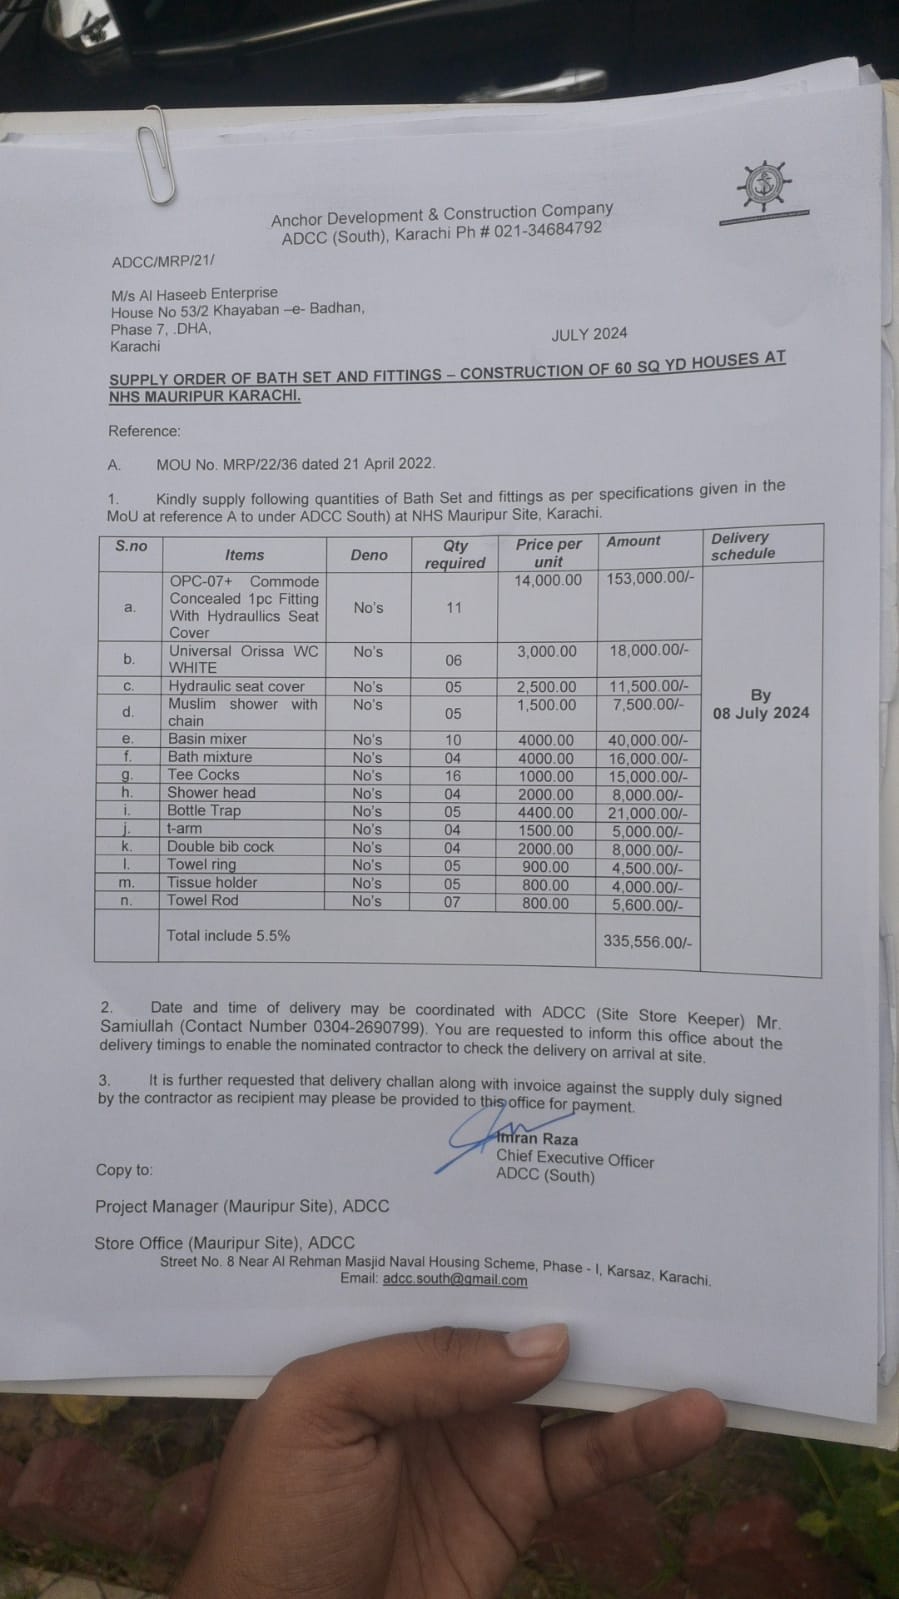 Anchor Development & Construction Company
ADCC (South), Karachi Ph # 021-34684792
ADCC/MRP/21/
M/s Al Haseeb Enterprise
House No 53/2 Khayaban –e- Badhan,
Phase 7, .DHA,
Karachi
JULY 2024
SUPPLY ORDER OF BATH SET AND FITTINGS – CONSTRUCTION OF 60 SQ YD HOUSES AT
NHS MAURIPUR KARACHI.
Reference:
A. MOU No. MRP/22/36 dated 21 April 2022.
1. Kindly supply following quantities of Bath Set and fittings as per specifications given in the
MoU at reference A to under ADCC South) at NHS Mauripur Site, Karachi.
S.no Items Deno Qty required Price per unit Amount Delivery schedule
a. OPC-07+ Commode Concealed 1pc Fitting With Hydraullics Seat Cover No's 11 14,000.00 153,000.00/-
b. Universal Orissa WC WHITE No's 06 3,000.00 18,000.00/-
c. Hydraulic seat cover No's 05 2,500.00 11,500.00/-
d. Muslim shower with chain No's 05 1,500.00 7,500.00/-
By
08 July 2024
e. Basin mixer No's 10 4000.00 40,000.00/-
f. Bath mixture No's 04 4000.00 16,000.00/-
g. Tee Cocks No's 16 1000.00 15,000.00/-
h. Shower head No's 04 2000.00 8,000.00/-
i. Bottle Trap No's 05 4400.00 21,000.00/-
j. t-arm No's 04 1500.00 5,000.00/-
k. Double bib cock No's 04 2000.00 8,000.00/-
l. Towel ring No's 05 900.00 4,500.00/-
m. Tissue holder No's 05 800.00 4,000.00/-
n. Towel Rod No's 07 800.00 5,600.00/-
Total include 5.5% 335,556.00/-
2. Date and time of delivery may be coordinated with ADCC (Site Store Keeper) Mr.
Samiullah (Contact Number 0304-2690799). You are requested to inform this office about the
delivery timings to enable the nominated contractor to check the delivery on arrival at site.
3. It is further requested that delivery challan along with invoice against the supply duly signed
by the contractor as recipient may please be provided to this office for payment.
Imran Raza
Chief Executive Officer
ADCC (South)
Copy to:
Project Manager (Mauripur Site), ADCC
Store Office (Mauripur Site), ADCC
Street No. 8 Near Al Rehman Masjid Naval Housing Scheme, Phase - I, Karsaz, Karachi.
Email: adcc.south@gmail.com